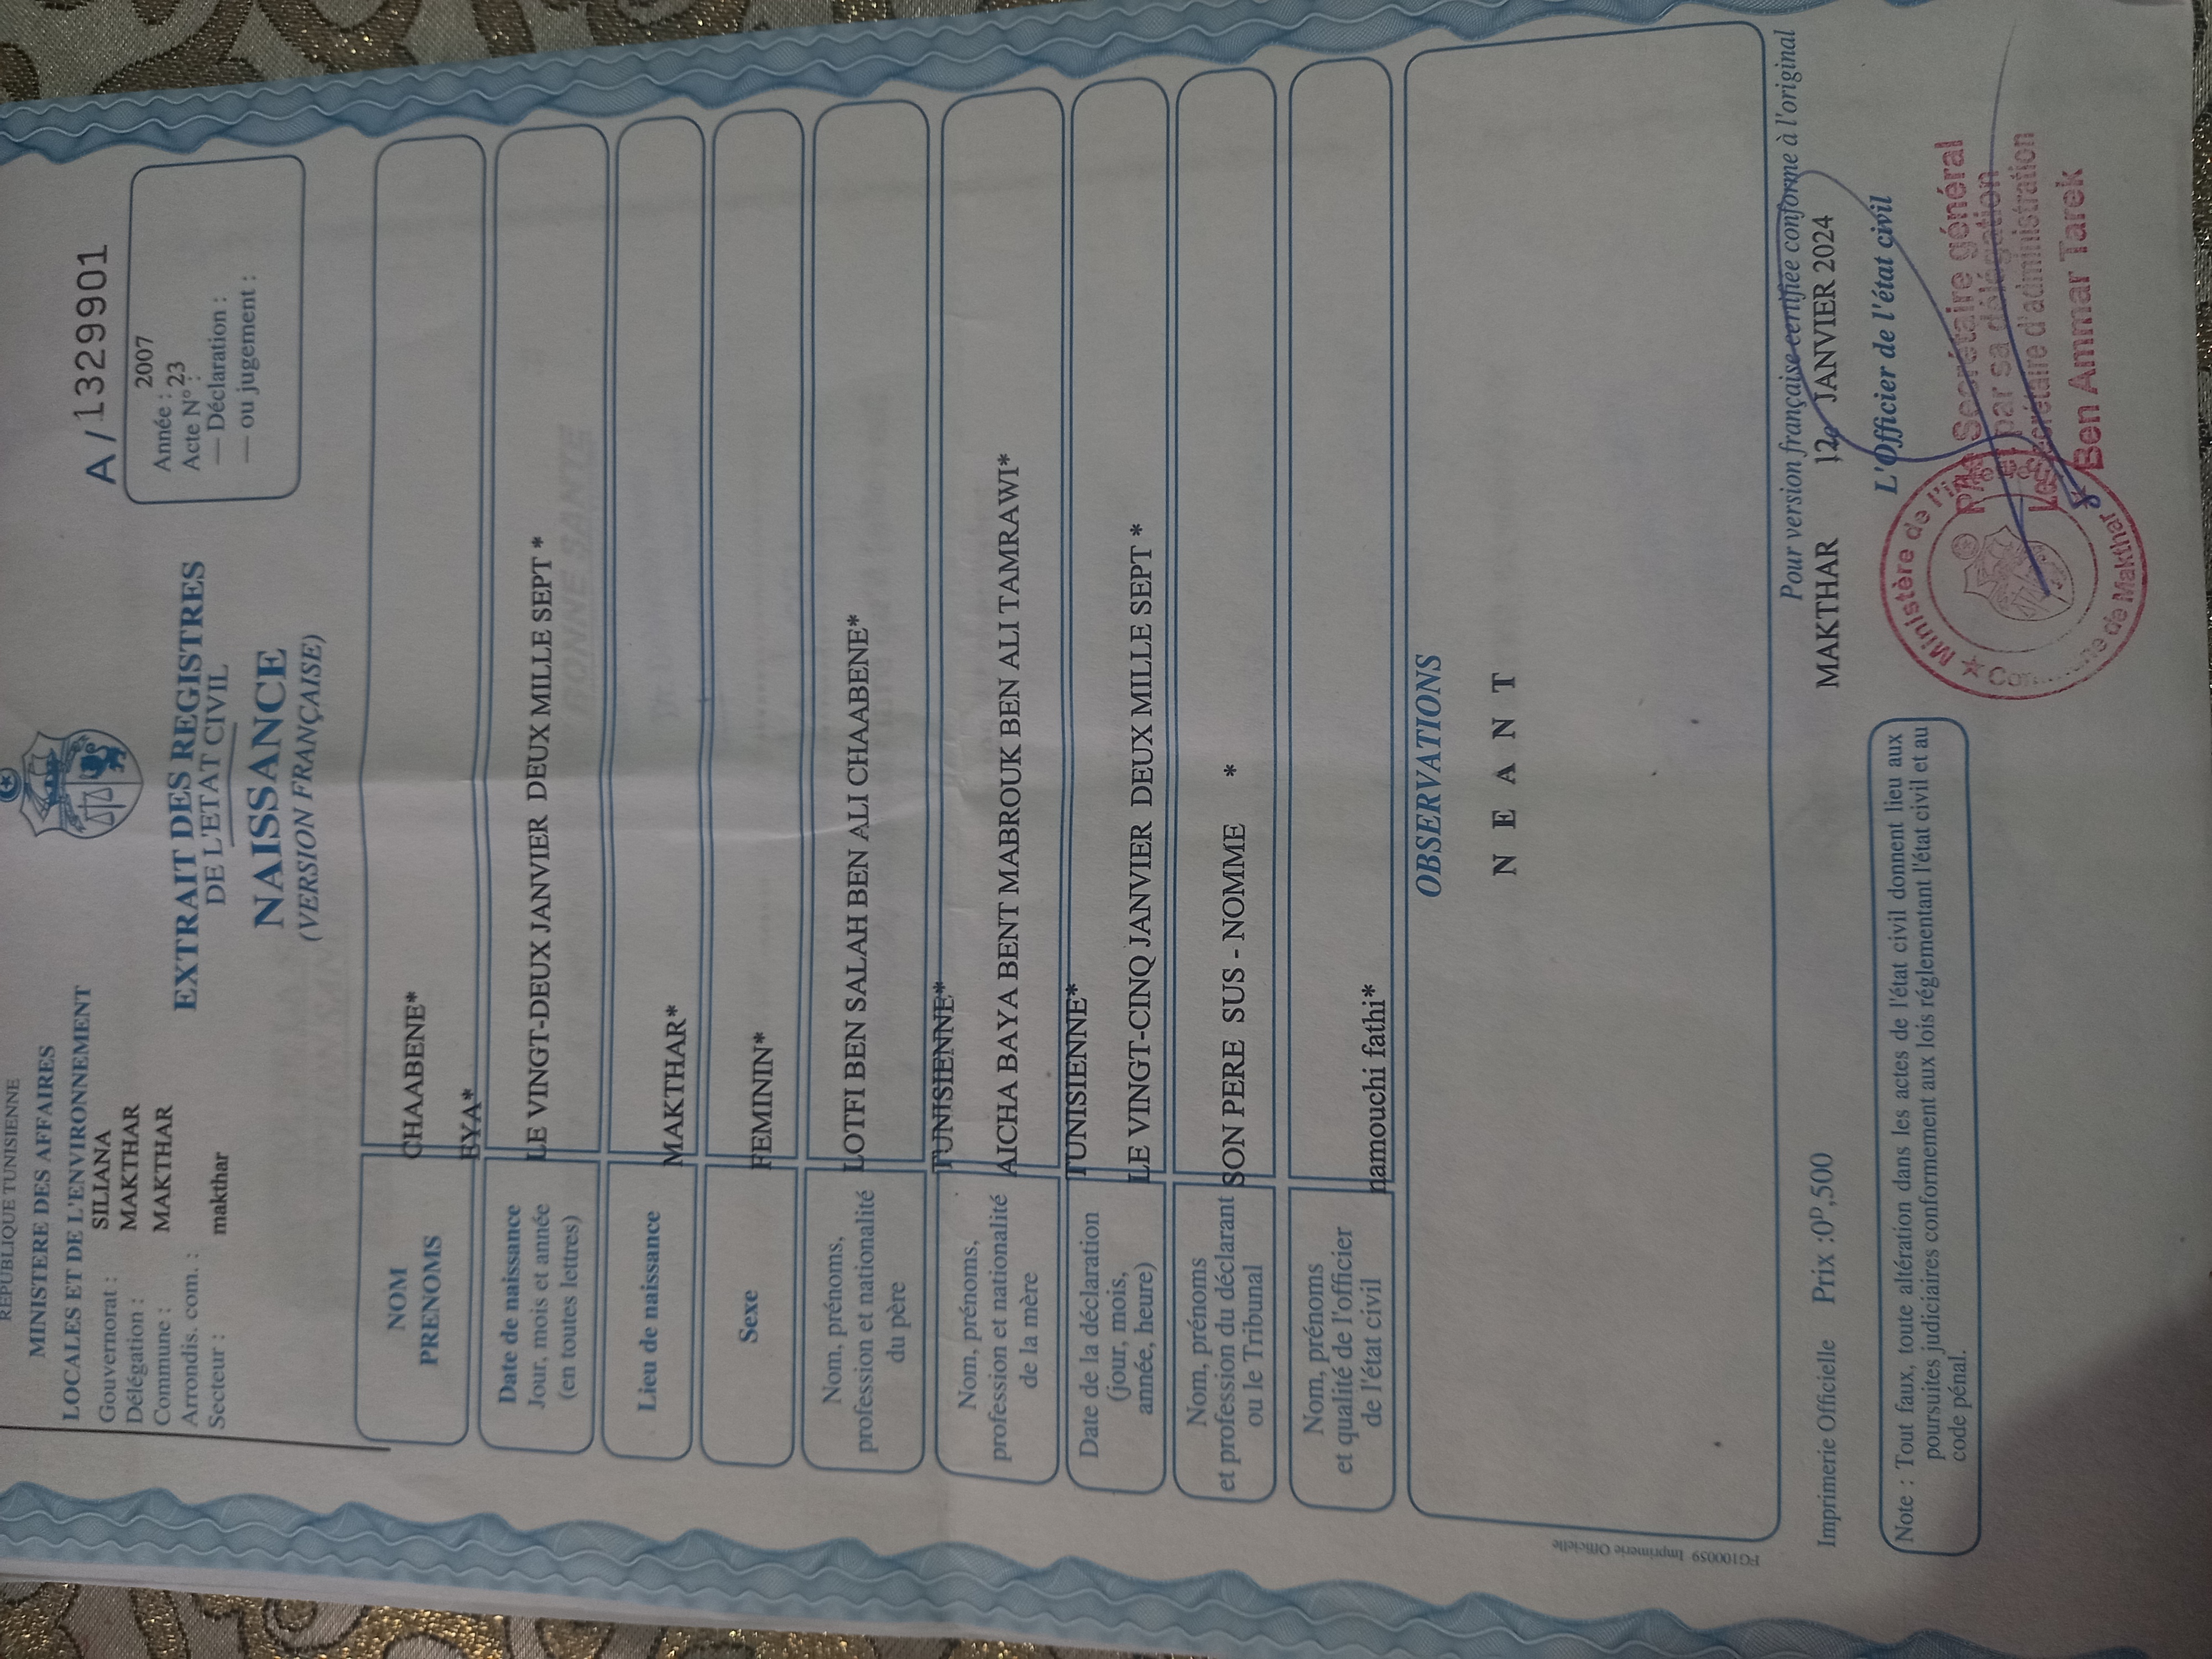 REPUBLIQUE TUNISIENNE
MINISTERE DES AFFAIRES
LOCALES ET DE L'ENVIRONNEMENT
Gouvernorat : SILIANA
Délégation : MAKTHAR
Commune : MAKTHAR
Arrondis. com. :
Secteur : makthar
EXTRAIT DES REGISTRES
DE L'ETAT CIVIL
NAISSANCE
(VERSION FRANÇAISE)
A/1329901
Année : 2007
Acte N° 23
— Déclaration :
— ou jugement :
NOM
PRENOMS
CHAABENE*
EYA*
Date de naissance
Jour, mois et année
(en toutes lettres)
LE VINGT-DEUX JANVIER DEUX MILLE SEPT *
Lieu de naissance
MAKTHAR*
Sexe
FEMININ*
Nom, prénoms,
profession et nationalité
du père
LOTFI BEN SALAH BEN ALI CHAABENE*
TUNISIENNE*
Nom, prénoms,
profession et nationalité
de la mère
AICHA BAYA BENT MABROUK BEN ALI TAMRAWI*
TUNISIENNE*
Date de la déclaration
(jour, mois,
année, heure)
LE VINGT-CINQ JANVIER DEUX MILLE SEPT *
Nom, prénoms
et profession du déclarant
ou le Tribunal
SON PERE SUS - NOMME *
Nom, prénoms
et qualité de l'officier
de l'état civil
namouchi fathi*
OBSERVATIONS
N E A N T
FG100059 Imprimerie Officielle
Imprimerie Officielle Prix :0ᴰ,500
Pour version française certifiée conforme à l'original
MAKTHAR 12 JANVIER 2024
L'Officier de l'état civil
Note : Tout faux, toute altération dans les actes de l'état civil donnent lieu aux
poursuites judiciaires conformement aux lois réglementant l'état civil et au
code pénal.
Ministère de
de Makthar
Secrétaire général
par sa délégation
secrétaire d'administration
Ben Ammar Tarek